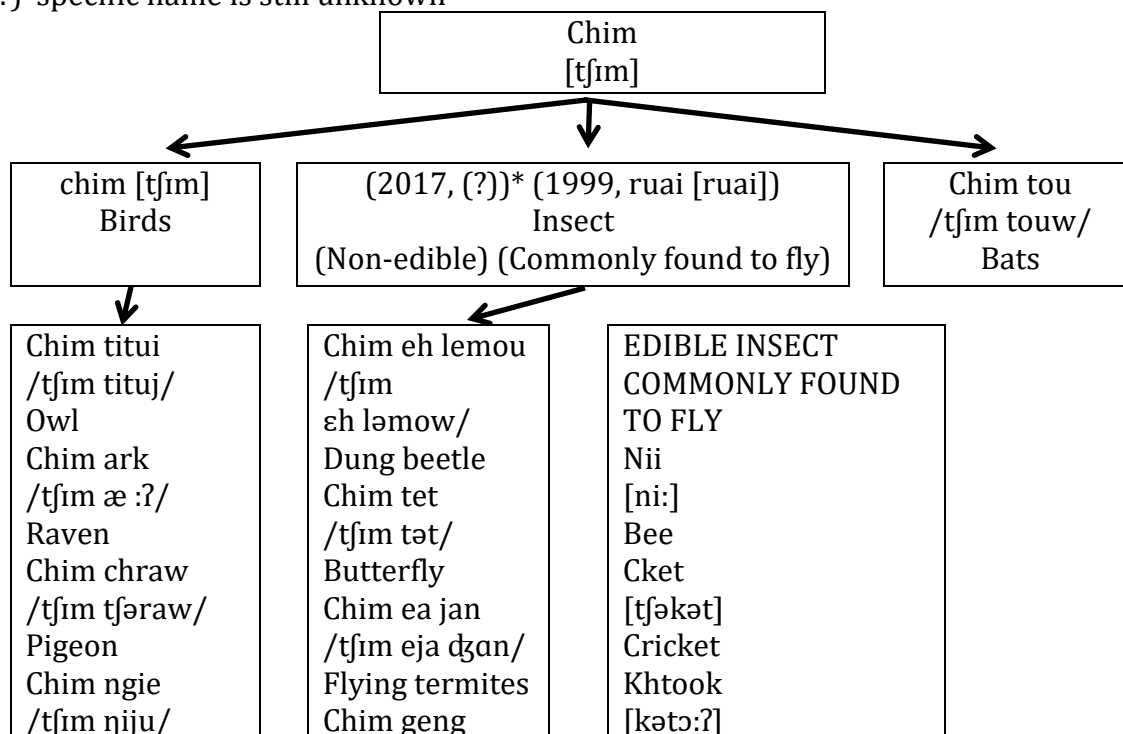 specific name is still unknown
Chim
[tʃɪm]
chim [tʃɪm]
Birds
(2017, (?))* (1999, ruai [ruai])
Insect
(Non-edible) (Commonly found to fly)
Chim tou
/tʃɪm touw/
Bats
Chim titui
/tʃɪm tituj/
Owl
Chim ark
/tʃɪm æ :ʔ/
Raven
Chim chraw
/tʃɪm tʃəraw/
Pigeon
Chim ngie
/tʃɪm ŋiju/
Chim eh lemou
/tʃɪm
ɛh ləmow/
Dung beetle
Chim tet
/tʃɪm tət/
Butterfly
Chim ea jan
/tʃɪm eja ʤɑn/
Flying termites
Chim geng
EDIBLE INSECT
COMMONLY FOUND
TO FLY
Nii
[ni:]
Bee
Cket
[tʃəkət]
Cricket
Khtook
[kətɔ:ʔ]